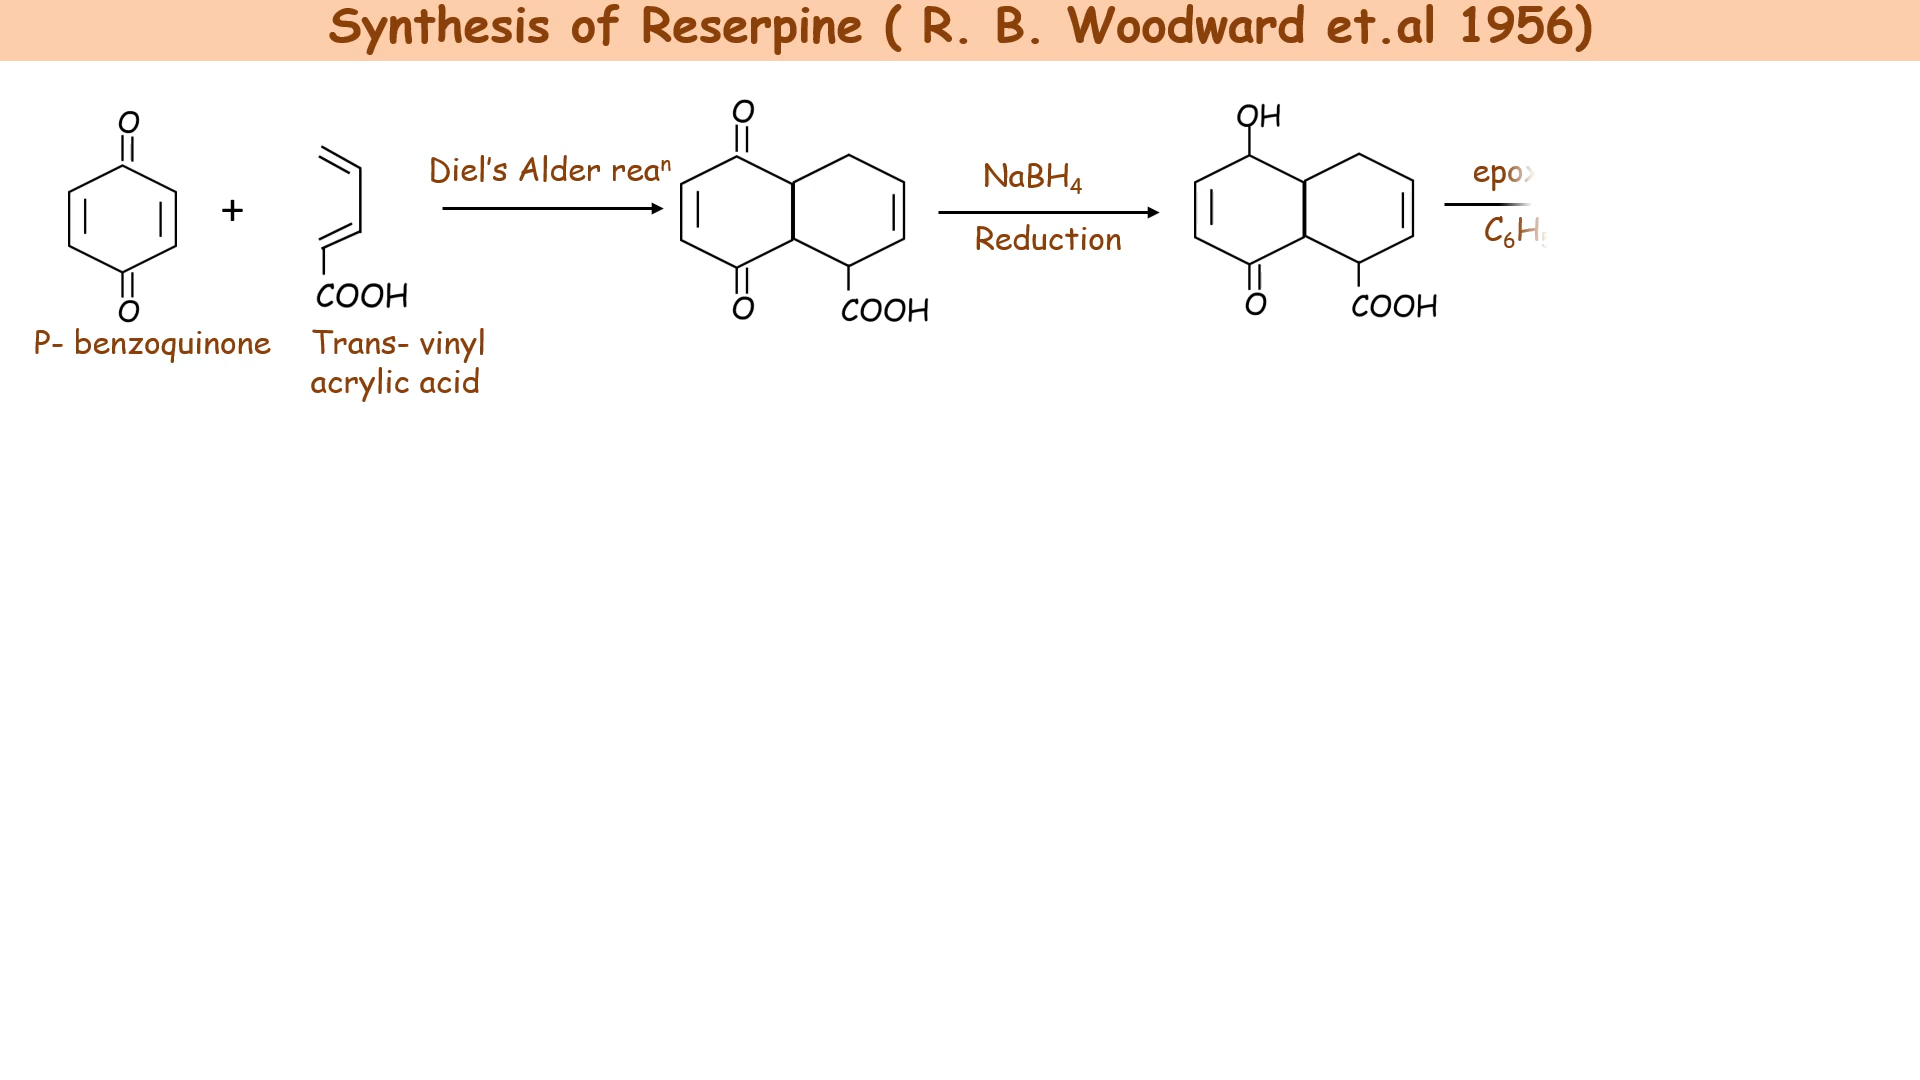 Synthesis of Reserpine ( R. B. Woodward et.al 1956)
O
O
P- benzoquinone
+
COOH
Trans- vinyl
acrylic acid
Diel's Alder reaⁿ
O
O
COOH
NaBH₄
Reduction
OH
O
COOH